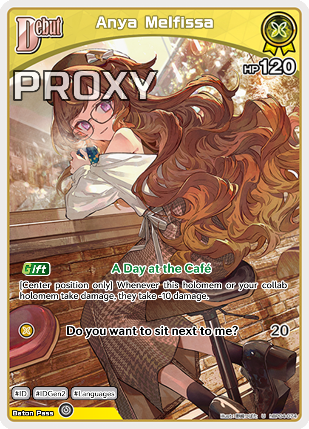 Debut
Anya Melfissa
HP120
PROXY
Gift A Day at the Café
[Center position only] Whenever this holomem or your collab
holomem take damage, they take -10 damage.
Do you want to sit next to me? 20
#ID #IDGen2 #Languages
Baton Pass